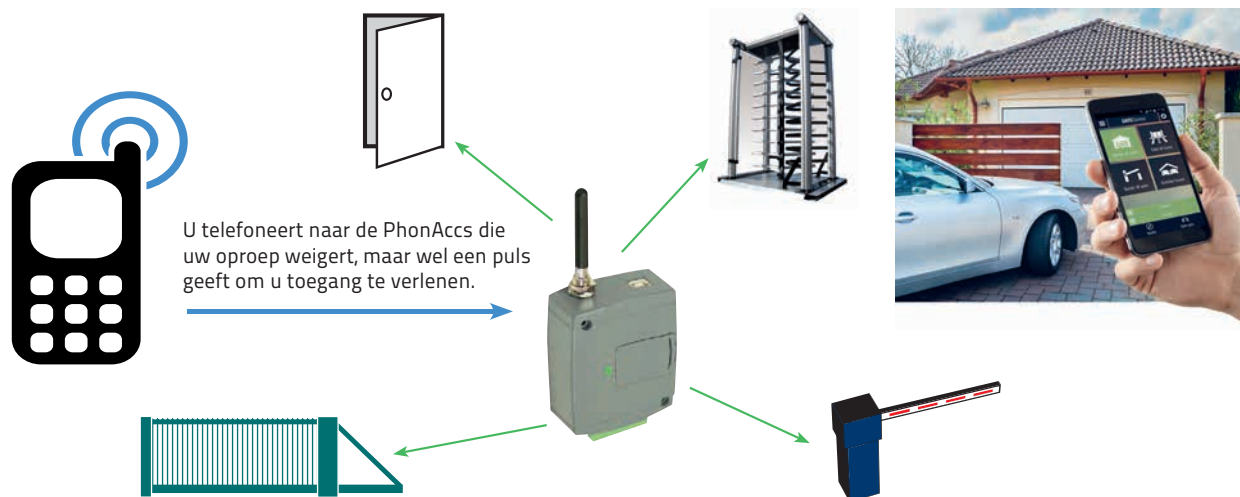 U telefoneert naar de PhonAccs die
uw oproep weigert, maar wel een puls
geeft om u toegang te verlenen.